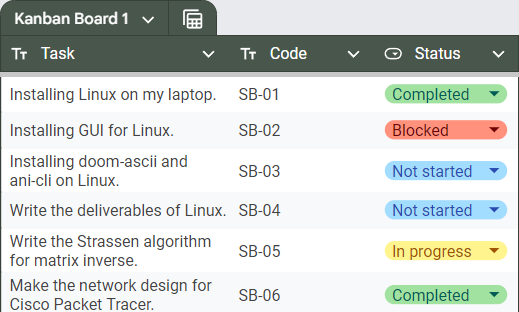 Kanban Board 1
Task Code Status
Installing Linux on my laptop. SB-01 Completed
Installing GUI for Linux. SB-02 Blocked
Installing doom-ascii and
ani-cli on Linux. SB-03 Not started
Write the deliverables of Linux. SB-04 Not started
Write the Strassen algorithm
for matrix inverse. SB-05 In progress
Make the network design for
Cisco Packet Tracer. SB-06 Completed